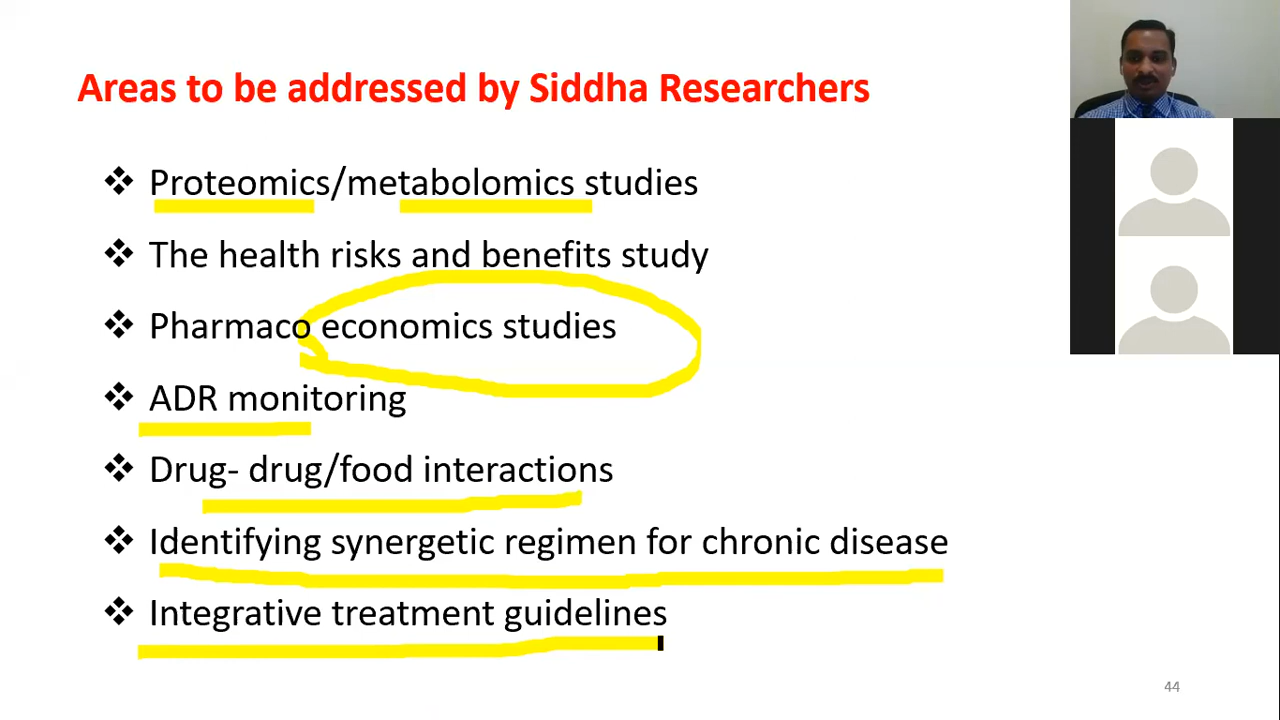 Areas to be addressed by Siddha Researchers
❖ Proteomics/metabolomics studies
❖ The health risks and benefits study
❖ Pharmaco economics studies
❖ ADR monitoring
❖ Drug- drug/food interactions
❖ Identifying synergetic regimen for chronic disease
❖ Integrative treatment guidelines
44